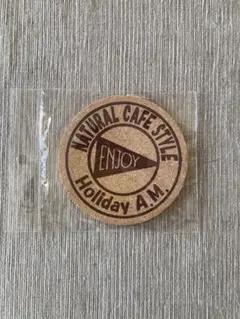 NATURAL CAFE STYLE
ENJOY
Holiday A.M.